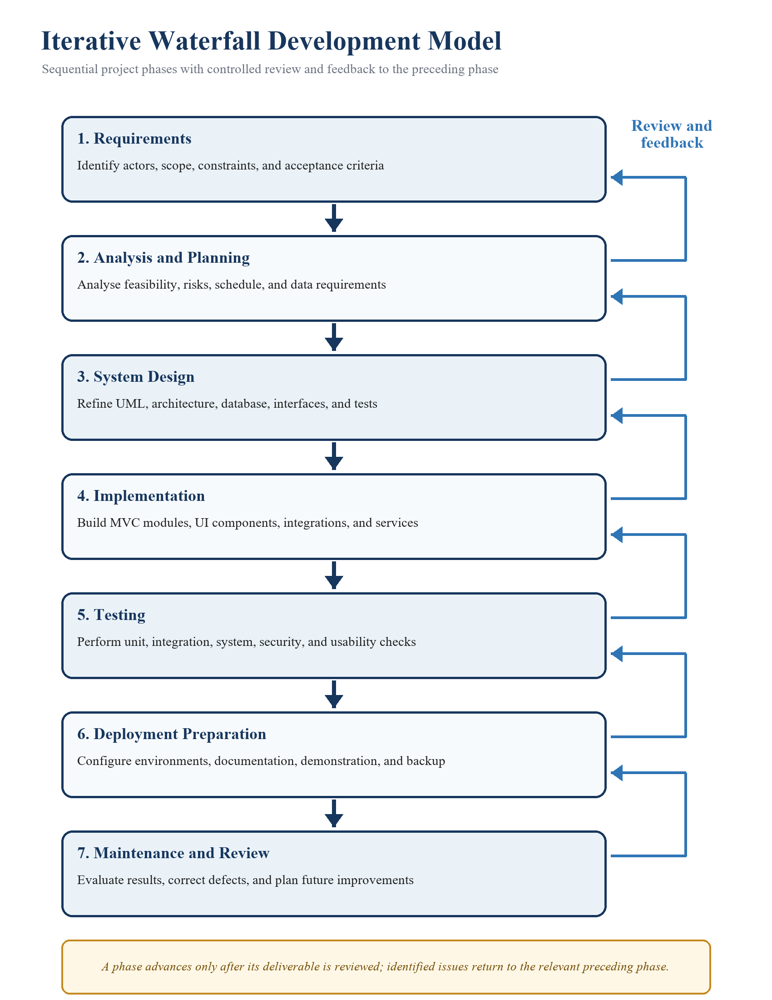 Iterative Waterfall Development Model
Sequential project phases with controlled review and feedback to the preceding phase
Review and
feedback
1. Requirements
Identify actors, scope, constraints, and acceptance criteria
2. Analysis and Planning
Analyse feasibility, risks, schedule, and data requirements
3. System Design
Refine UML, architecture, database, interfaces, and tests
4. Implementation
Build MVC modules, UI components, integrations, and services
5. Testing
Perform unit, integration, system, security, and usability checks
6. Deployment Preparation
Configure environments, documentation, demonstration, and backup
7. Maintenance and Review
Evaluate results, correct defects, and plan future improvements
A phase advances only after its deliverable is reviewed; identified issues return to the relevant preceding phase.